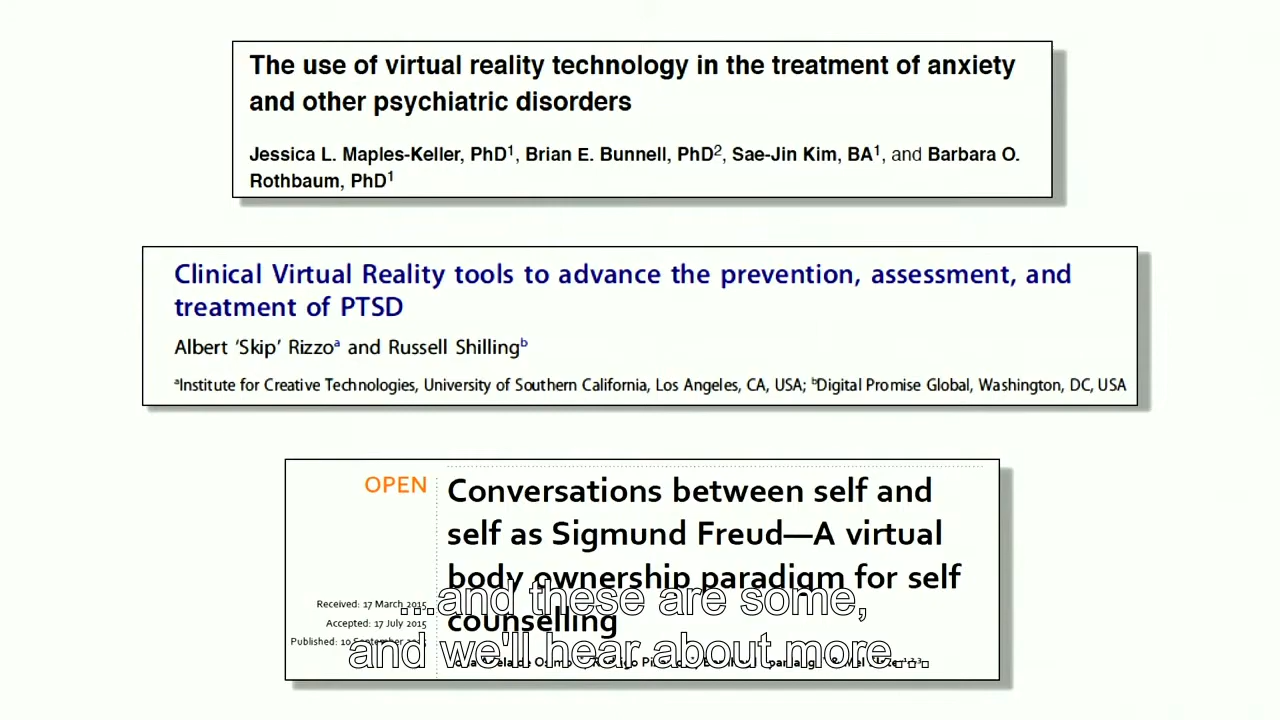 The use of virtual reality technology in the treatment of anxiety
and other psychiatric disorders
Jessica L. Maples-Keller, PhD1, Brian E. Bunnell, PhD2, Sae-Jin Kim, BA1, and Barbara O.
Rothbaum, PhD1
Clinical Virtual Reality tools to advance the prevention, assessment, and
treatment of PTSD
Albert ‘Skip’ Rizzoa and Russell Shillingb
aInstitute for Creative Technologies, University of Southern California, Los Angeles, CA, USA; bDigital Promise Global, Washington, DC, USA
OPEN
Conversations between self and
self as Sigmund Freud—A virtual
body ownership paradigm for self
counselling
Received: 17 March 2015
Accepted: 17 July 2015
Published: 10 September
...and these are some,
and we'll hear about more...